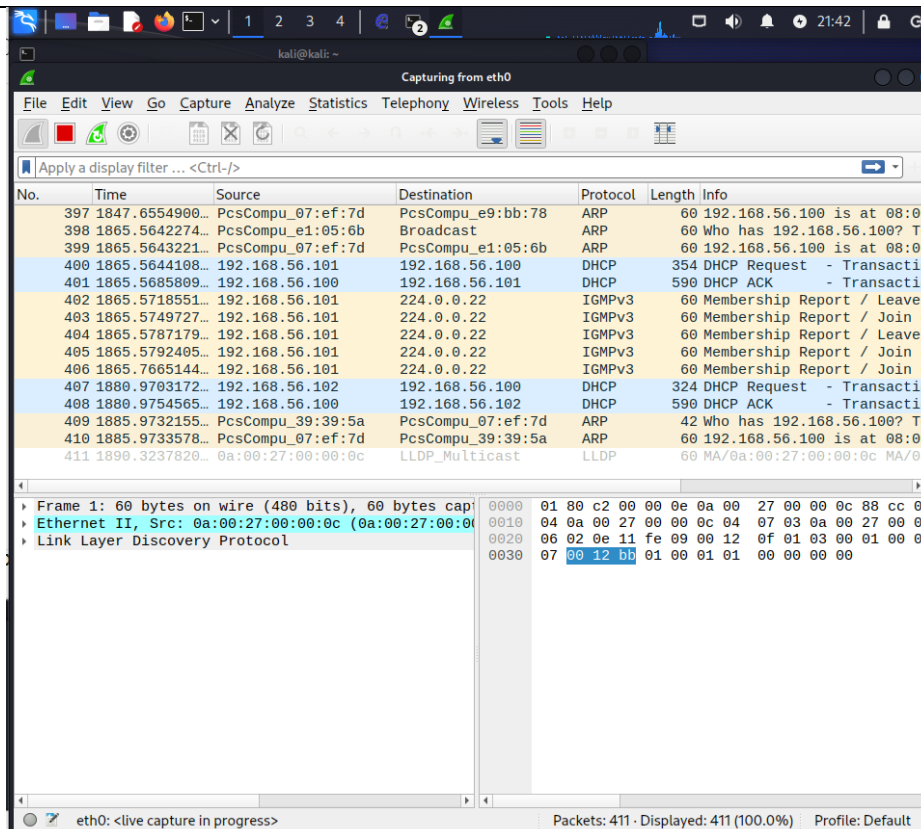 1 2 3 4 2 21:42 G
kali@kali: ~
Capturing from eth0
File Edit View Go Capture Analyze Statistics Telephony Wireless Tools Help
Apply a display filter … <Ctrl-/>
No. Time Source Destination Protocol Length Info
397 1847.6554900… PcsCompu_07:ef:7d PcsCompu_e9:bb:78 ARP 60 192.168.56.100 is at 08:0
398 1865.5642274… PcsCompu_e1:05:6b Broadcast ARP 60 Who has 192.168.56.100? T
399 1865.5643221… PcsCompu_07:ef:7d PcsCompu_e1:05:6b ARP 60 192.168.56.100 is at 08:0
400 1865.5644108… 192.168.56.101 192.168.56.100 DHCP 354 DHCP Request - Transacti
401 1865.5685809… 192.168.56.100 192.168.56.101 DHCP 590 DHCP ACK - Transacti
402 1865.5718551… 192.168.56.101 224.0.0.22 IGMPv3 60 Membership Report / Leave
403 1865.5749727… 192.168.56.101 224.0.0.22 IGMPv3 60 Membership Report / Join
404 1865.5787179… 192.168.56.101 224.0.0.22 IGMPv3 60 Membership Report / Leave
405 1865.5792405… 192.168.56.101 224.0.0.22 IGMPv3 60 Membership Report / Join
406 1865.7665144… 192.168.56.101 224.0.0.22 IGMPv3 60 Membership Report / Join
407 1880.9703172… 192.168.56.102 192.168.56.100 DHCP 324 DHCP Request - Transacti
408 1880.9754565… 192.168.56.100 192.168.56.102 DHCP 590 DHCP ACK - Transacti
409 1885.9732155… PcsCompu_39:39:5a PcsCompu_07:ef:7d ARP 42 Who has 192.168.56.100? T
410 1885.9733578… PcsCompu_07:ef:7d PcsCompu_39:39:5a ARP 60 192.168.56.100 is at 08:0
411 1890.3237820… 0a:00:27:00:00:0c LLDP_Multicast LLDP 60 MA/0a:00:27:00:00:0c MA/0
Frame 1: 60 bytes on wire (480 bits), 60 bytes capt
Ethernet II, Src: 0a:00:27:00:00:0c (0a:00:27:00:00
Link Layer Discovery Protocol
0000 01 80 c2 00 00 0e 0a 00 27 00 00 0c 88 cc 0
0010 04 0a 00 27 00 00 0c 04 07 03 0a 00 27 00 0
0020 06 02 0e 11 fe 09 00 12 0f 01 03 00 01 00 0
0030 07 00 12 bb 01 00 01 01 00 00 00 00
eth0: <live capture in progress> Packets: 411 · Displayed: 411 (100.0%) Profile: Default